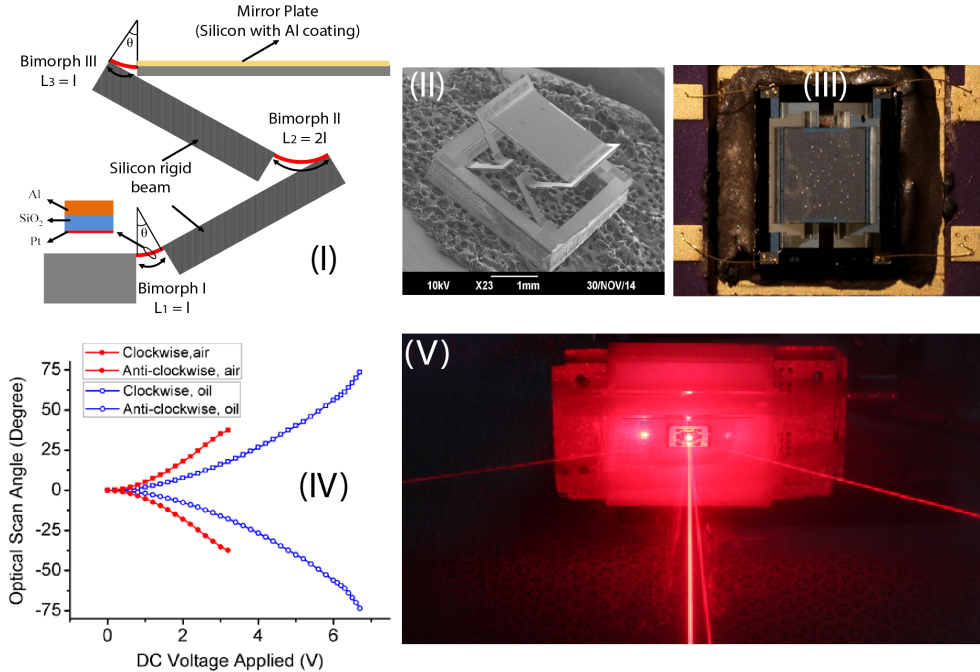 Mirror Plate
(Silicon with Al coating)
θ
Bimorph III
L3 = l
Bimorph II
L2 = 2l
Silicon rigid
beam
Al
SiO2
Pt
θ
(I)
Bimorph I
L1 = l
(II)
10kV X23 1mm 30/NOV/14
(III)
Clockwise,air
Anti-clockwise, air
Clockwise, oil
Anti-clockwise, oil
75
50
25
0
-25
-50
-75
Optical Scan Angle (Degree)
(IV)
0 2 4 6
DC Voltage Applied (V)
(V)